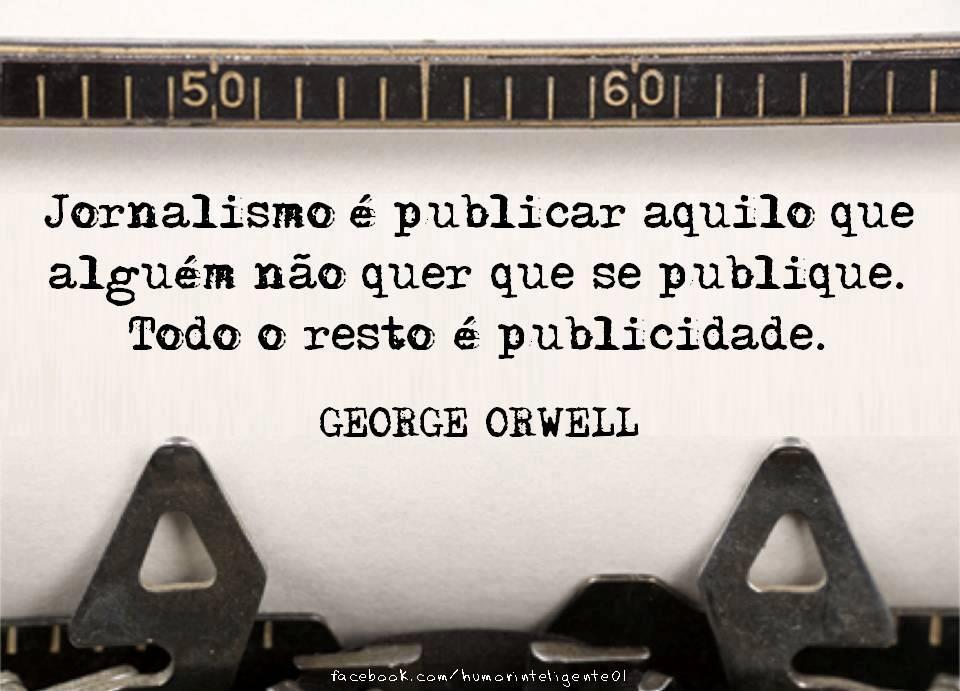 50 60
Jornalismo é publicar aquilo que
alguém não quer que se publique.
Todo o resto é publicidade.
GEORGE ORWELL
facebook.com/humorinteligente01